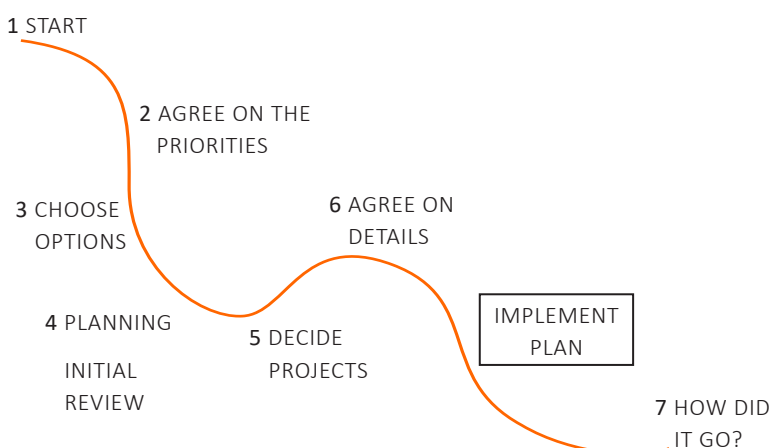 1 START
2 AGREE ON THE
PRIORITIES
3 CHOOSE
OPTIONS
4 PLANNING
INITIAL
REVIEW
5 DECIDE
PROJECTS
6 AGREE ON
DETAILS
IMPLEMENT
PLAN
7 HOW DID
IT GO?